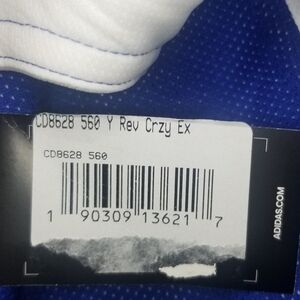 CD8628 560 Y Rev Crzy Ex
CD8628 560
1 90309 13621 7
ADIDAS.COM